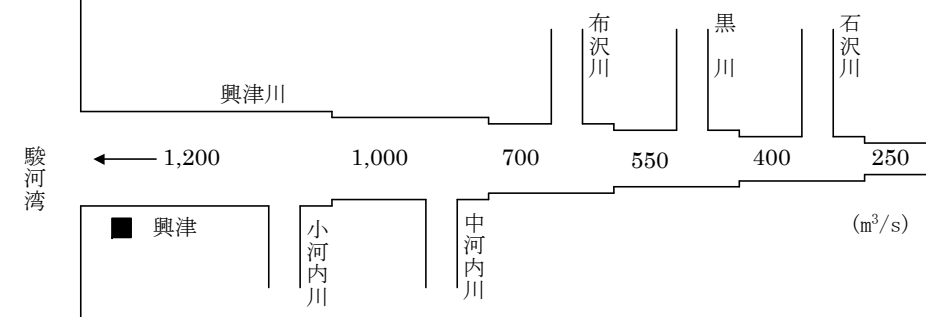 布沢川
黒川
石沢川
興津川
駿河湾
1,200
1,000
700
550
400
250
興津
小河内川
中河内川
(m³/s)